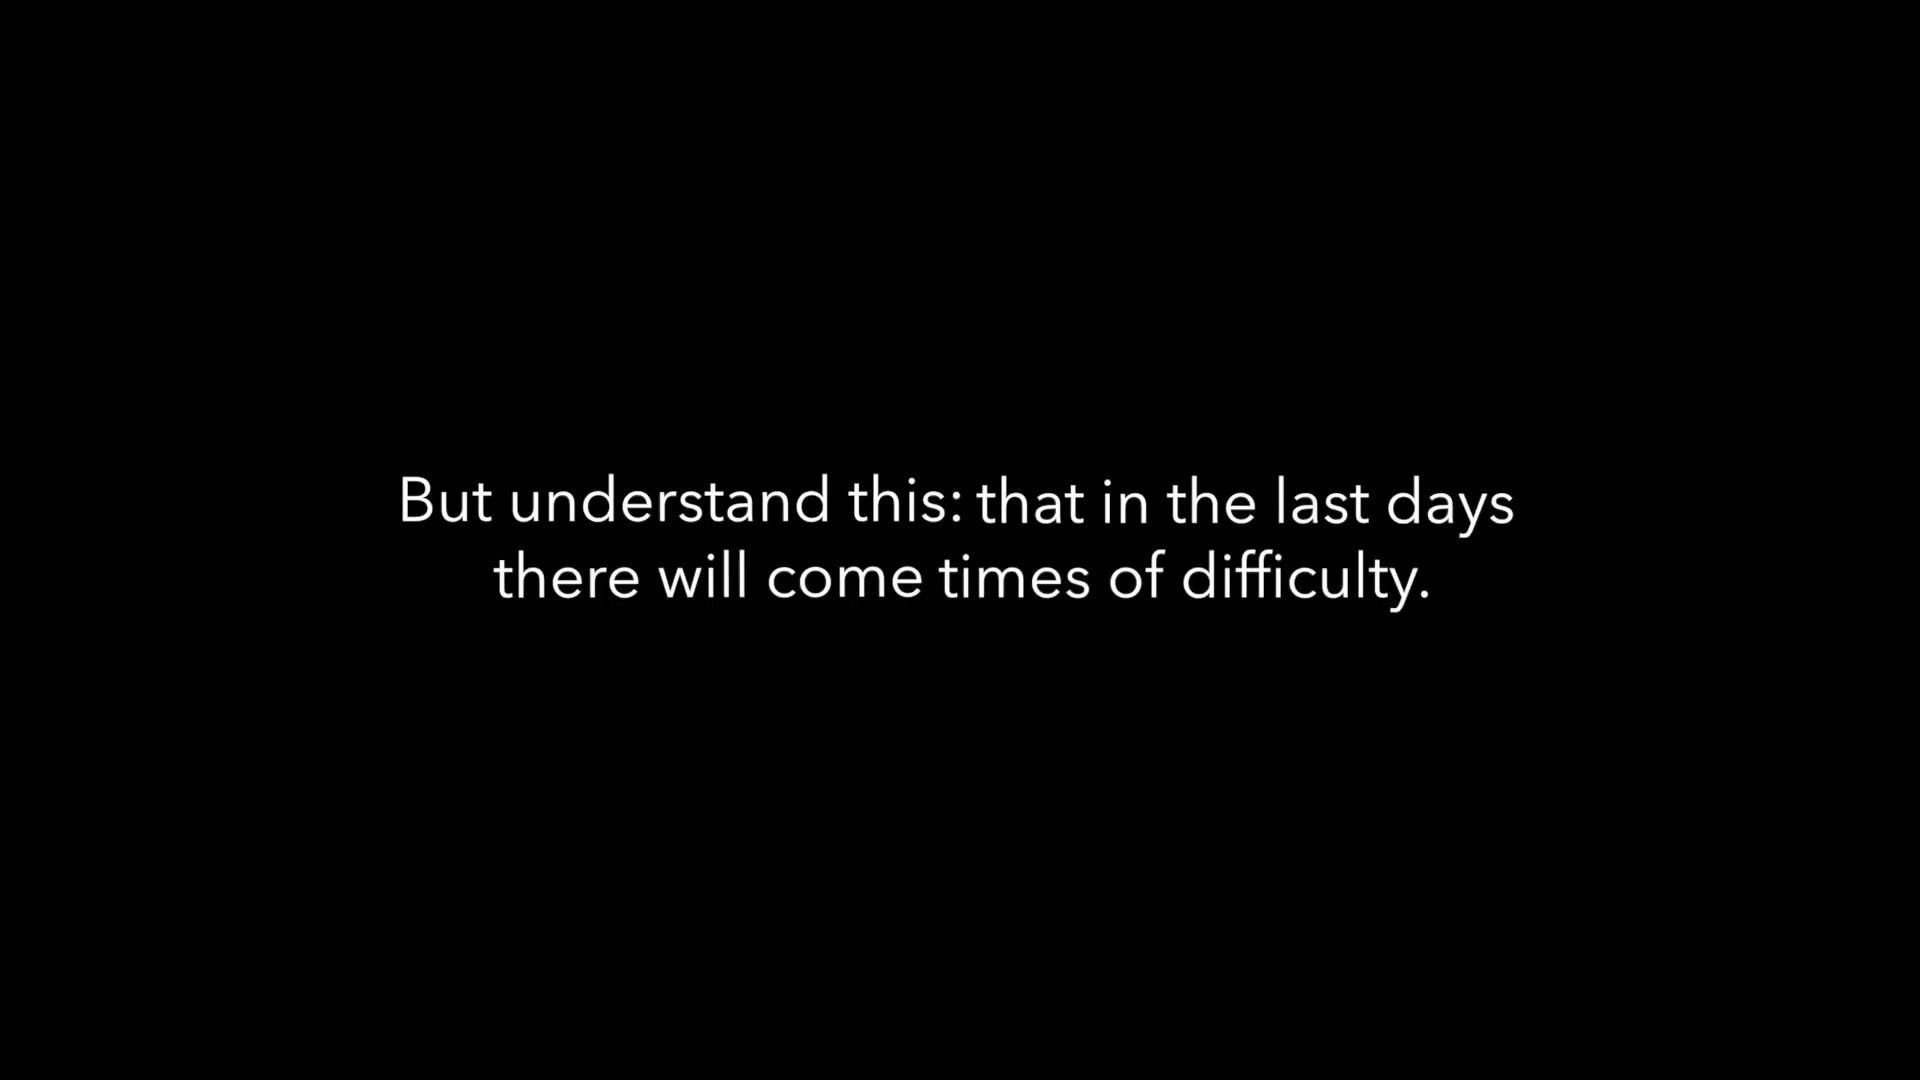 But understand this: that in the last days
there will come times of difficulty.